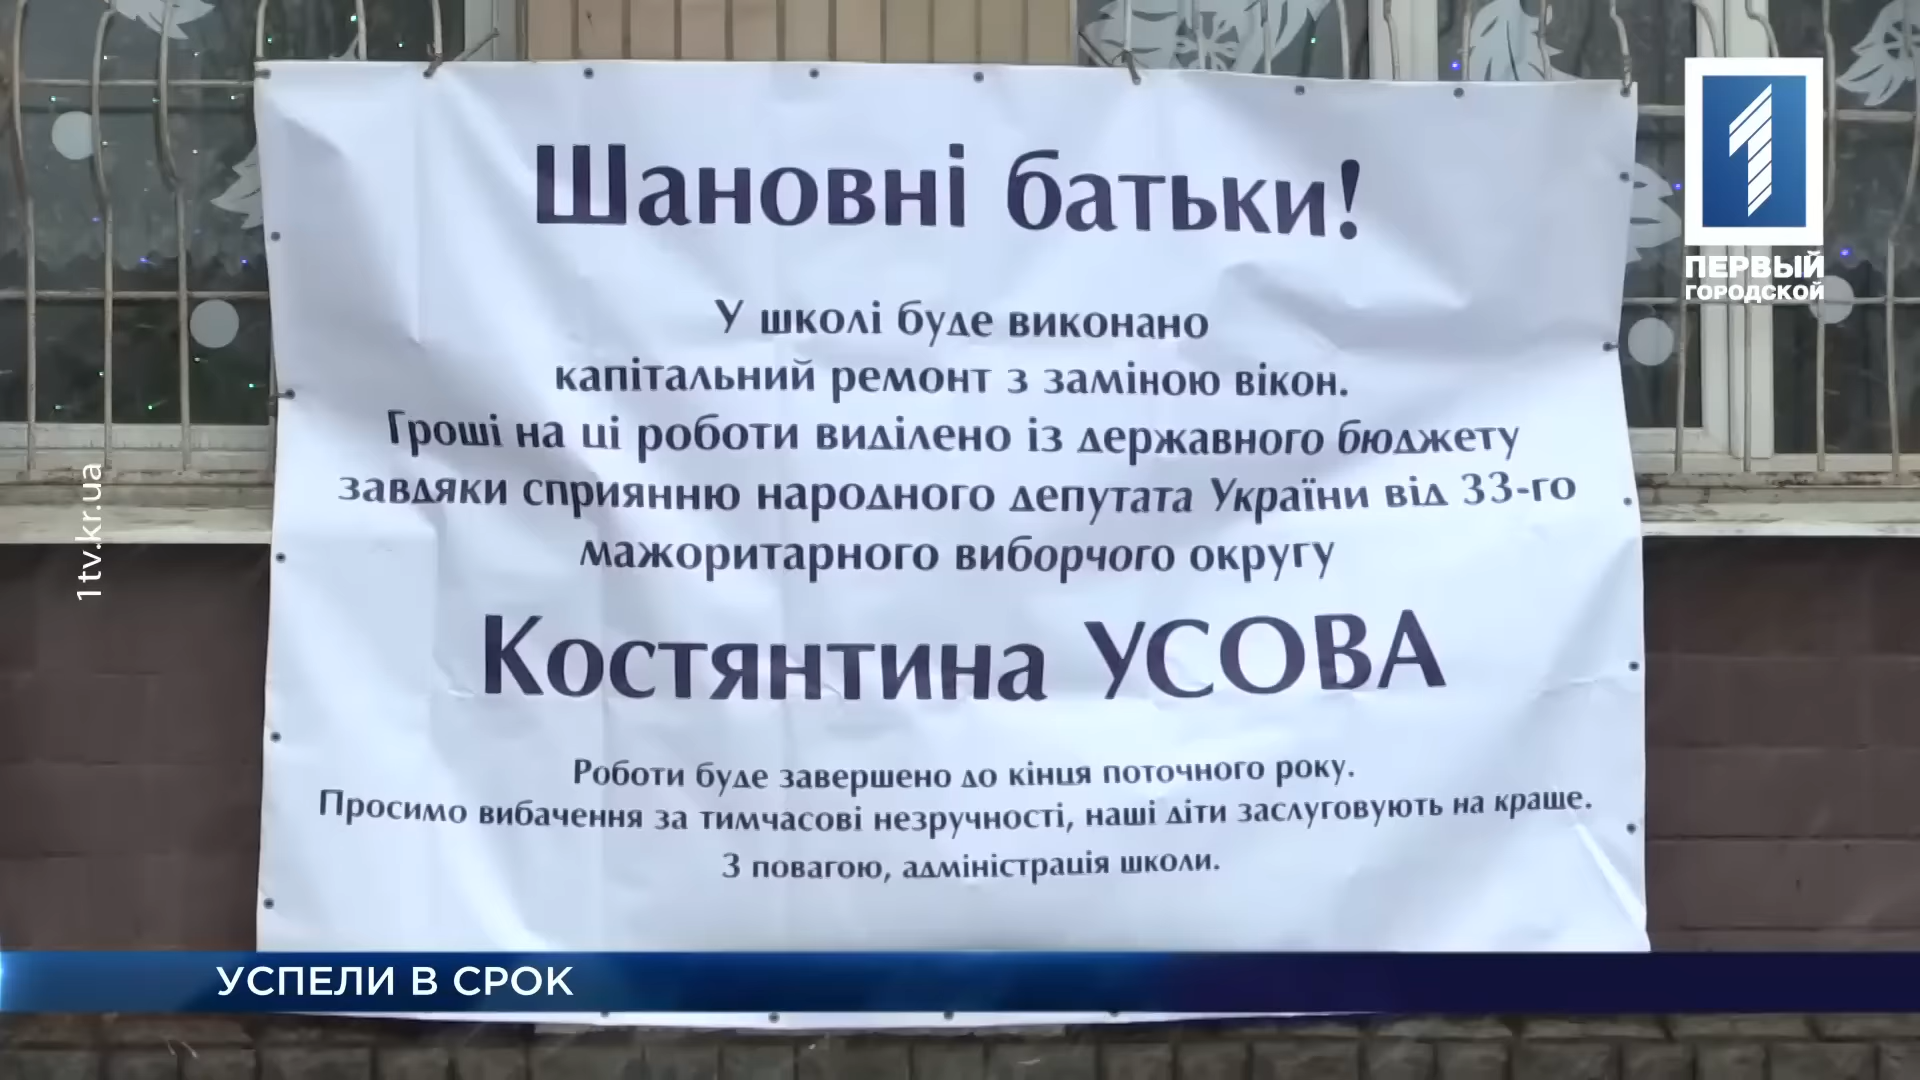 Шановні батьки!
У школі буде виконано
капітальний ремонт з заміною вікон.
Гроші на ці роботи виділено із державного бюджету
завдяки сприянню народного депутата України від 33-го
мажоритарного виборчого округу
Костянтина УСОВА
Роботи буде завершено до кінця поточного року.
Просимо вибачення за тимчасові незручності, наші діти заслуговують на краще.
З повагою, адміністрація школи.
1
ПЕРВЫЙ
ГОРОДСКОЙ
1tv.kr.ua
УСПЕЛИ В СРОК